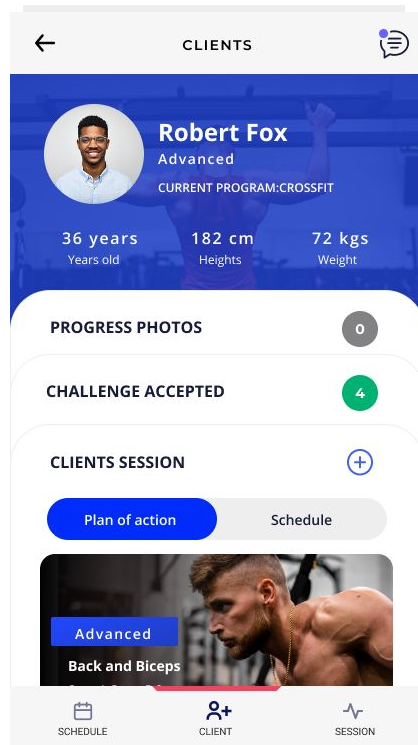 CLIENTS
Robert Fox
Advanced
CURRENT PROGRAM:CROSSFIT
36 years 182 cm 72 kgs
Years old Heights Weight
PROGRESS PHOTOS 0
CHALLENGE ACCEPTED 4
CLIENTS SESSION
Plan of action Schedule
Advanced
Back and Biceps
SCHEDULE CLIENT SESSION